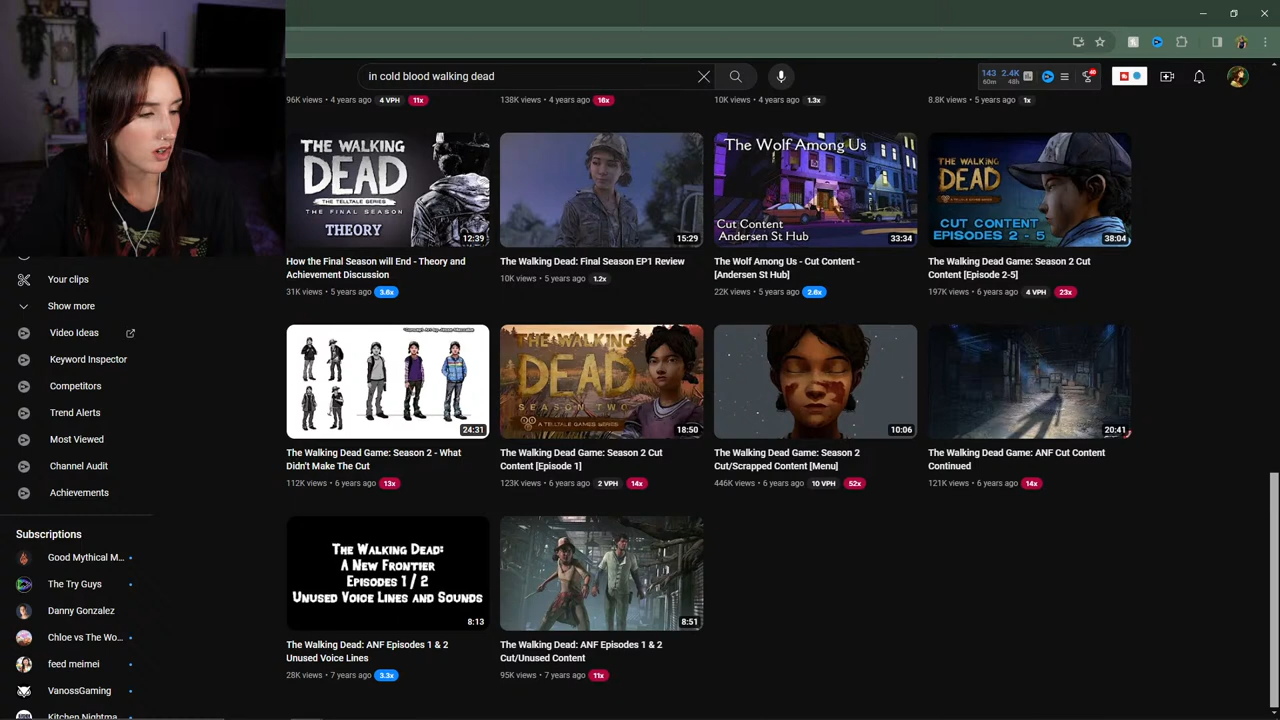 in cold blood walking dead
143
60m
2.4K
48h
96K views • 4 years ago 4 VPH 11x
138K views • 4 years ago 16x
10K views • 4 years ago 1.3x
8.8K views • 5 years ago 1x
THE WALKING
DEAD
THE TELLTALE SERIES
THE FINAL SEASON
THEORY
12:39
15:29
The Wolf Among Us
Cut Content
Andersen St Hub
33:34
THE WALKING
DEAD
CUT CONTENT
EPISODES 2 - 5
38:04
How the Final Season will End - Theory and
Achievement Discussion
31K views • 5 years ago 3.6x
The Walking Dead: Final Season EP1 Review
10K views • 5 years ago 1.2x
The Wolf Among Us - Cut Content -
[Andersen St Hub]
22K views • 5 years ago 2.6x
The Walking Dead Game: Season 2 Cut
Content [Episode 2-5]
197K views • 6 years ago 4 VPH 23x
Your clips
Show more
Video Ideas
Keyword Inspector
Competitors
Trend Alerts
Most Viewed
Channel Audit
Achievements
24:31
THE WALKING
DEAD
SEASON TWO
A TELLTALE GAMES SERIES
18:50
10:06
20:41
The Walking Dead Game: Season 2 - What
Didn't Make The Cut
112K views • 6 years ago 13x
The Walking Dead Game: Season 2 Cut
Content [Episode 1]
123K views • 6 years ago 2 VPH 14x
The Walking Dead Game: Season 2
Cut/Scrapped Content [Menu]
446K views • 6 years ago 10 VPH 52x
The Walking Dead Game: ANF Cut Content
Continued
121K views • 6 years ago 14x
Subscriptions
Good Mythical M...
The Try Guys
Danny Gonzalez
Chloe vs The Wo...
feed meimei
VanossGaming
Kitchen Nightma
The Walking Dead:
A New Frontier
Episodes 1 / 2
Unused Voice Lines and Sounds
8:13
8:51
The Walking Dead: ANF Episodes 1 & 2
Unused Voice Lines
28K views • 7 years ago 3.3x
The Walking Dead: ANF Episodes 1 & 2
Cut/Unused Content
95K views • 7 years ago 11x